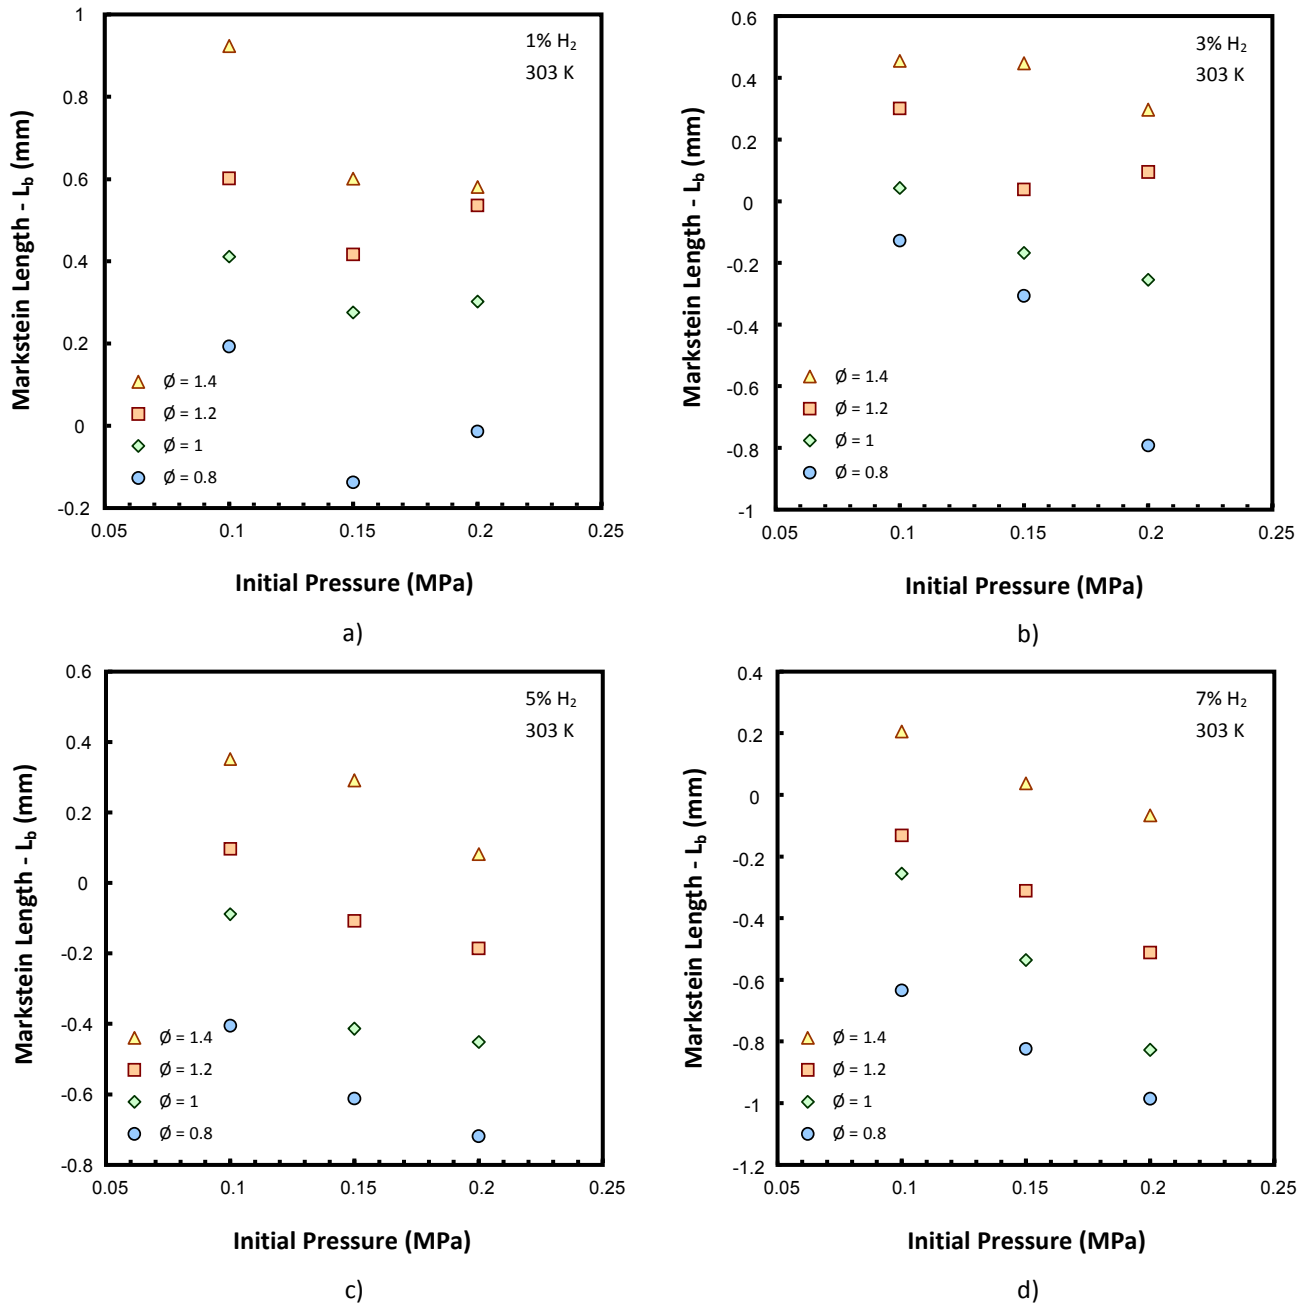 1
0.8
0.6
0.4
0.2
0
-0.2
0.05
0.1
0.15
0.2
0.25
Markstein Length - L_b (mm)
Initial Pressure (MPa)
1% H₂
303 K
Ø = 1.4
Ø = 1.2
Ø = 1
Ø = 0.8
a)
0.6
0.4
0.2
0
-0.2
-0.4
-0.6
-0.8
-1
0.05
0.1
0.15
0.2
0.25
Markstein Length - L_b (mm)
Initial Pressure (MPa)
3% H₂
303 K
Ø = 1.4
Ø = 1.2
Ø = 1
Ø = 0.8
b)
0.6
0.4
0.2
0
-0.2
-0.4
-0.6
-0.8
0.05
0.1
0.15
0.2
0.25
Markstein Length - L_b (mm)
Initial Pressure (MPa)
5% H₂
303 K
Ø = 1.4
Ø = 1.2
Ø = 1
Ø = 0.8
c)
0.4
0.2
0
-0.2
-0.4
-0.6
-0.8
-1
-1.2
0.05
0.1
0.15
0.2
0.25
Markstein Length - L_b (mm)
Initial Pressure (MPa)
7% H₂
303 K
Ø = 1.4
Ø = 1.2
Ø = 1
Ø = 0.8
d)